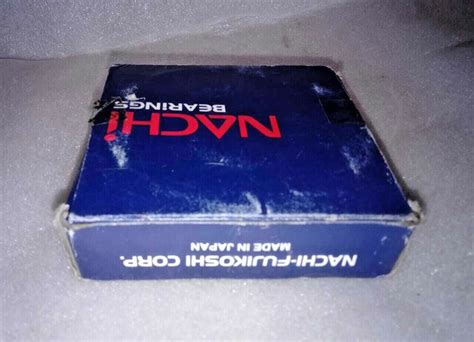 NACHI
BEARINGS
NACHI-FUJIKOSHI CORP.
MADE IN JAPAN